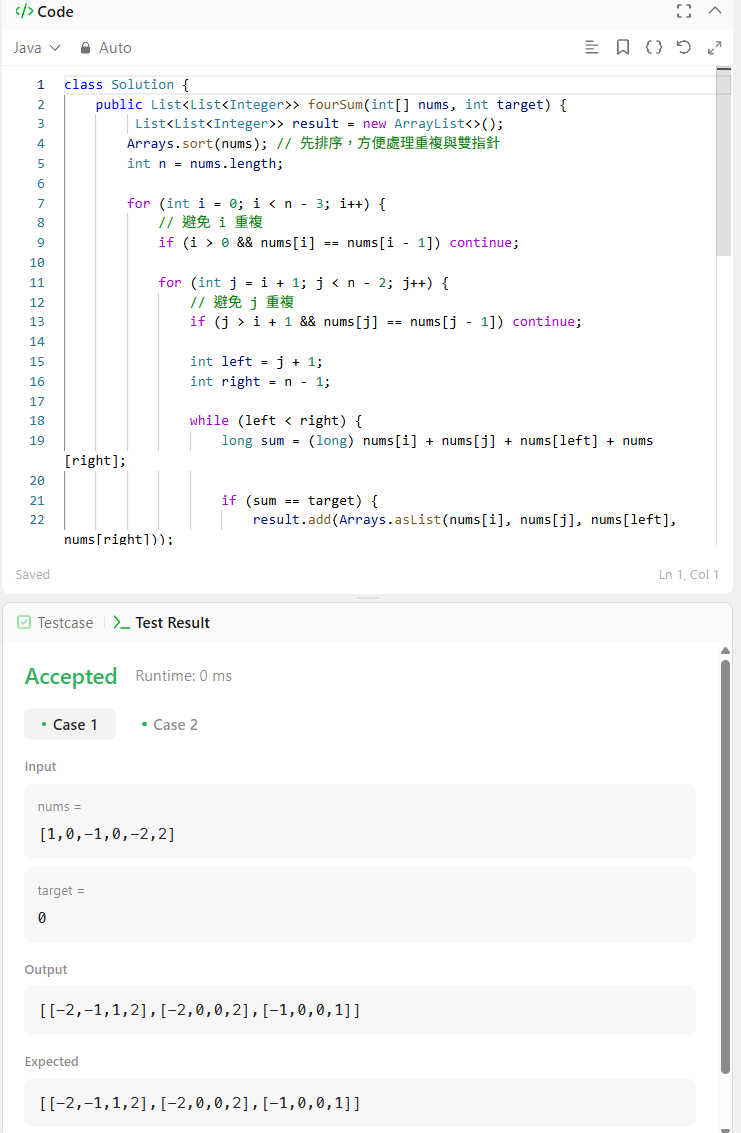 </> Code
Java Auto
1 class Solution {
2 public List<List<Integer>> fourSum(int[] nums, int target) {
3 List<List<Integer>> result = new ArrayList<>();
4 Arrays.sort(nums); // 先排序，方便處理重複與雙指針
5 int n = nums.length;
6
7 for (int i = 0; i < n - 3; i++) {
8 // 避免 i 重複
9 if (i > 0 && nums[i] == nums[i - 1]) continue;
10
11 for (int j = i + 1; j < n - 2; j++) {
12 // 避免 j 重複
13 if (j > i + 1 && nums[j] == nums[j - 1]) continue;
14
15 int left = j + 1;
16 int right = n - 1;
17
18 while (left < right) {
19 long sum = (long) nums[i] + nums[j] + nums[left] + nums
[right];
20
21 if (sum == target) {
22 result.add(Arrays.asList(nums[i], nums[j], nums[left],
nums[right]));
Saved Ln 1, Col 1
Testcase >_ Test Result
Accepted Runtime: 0 ms
• Case 1 • Case 2
Input
nums =
[1,0,-1,0,-2,2]
target =
0
Output
[[-2,-1,1,2],[-2,0,0,2],[-1,0,0,1]]
Expected
[[-2,-1,1,2],[-2,0,0,2],[-1,0,0,1]]